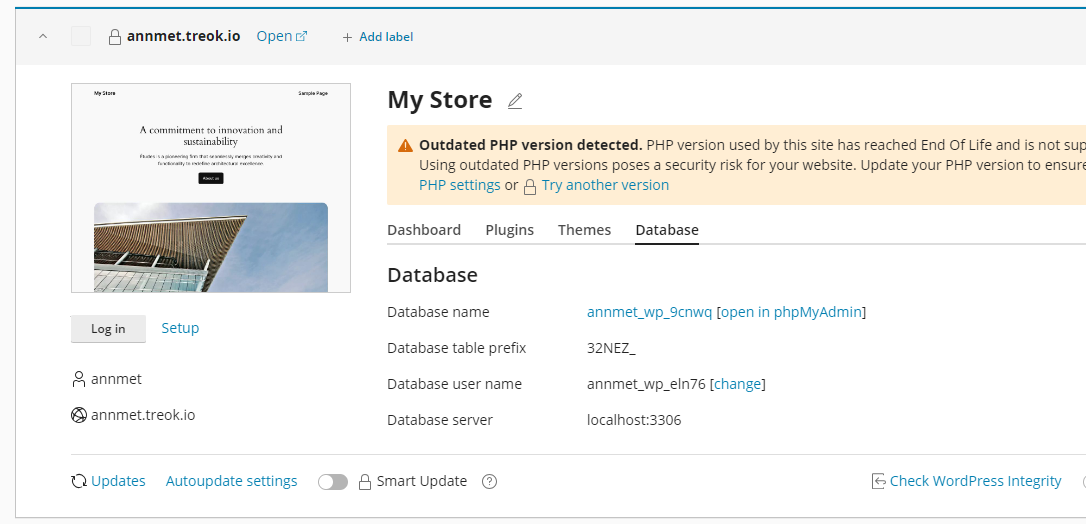 annmet.treok.io Open + Add label
My Store Sample Page
A commitment to innovation and
sustainability
Études is a pioneering firm that seamlessly merges creativity and
functionality to redefine architectural excellence.
About us
Log in Setup
annmet
annmet.treok.io
My Store
Outdated PHP version detected. PHP version used by this site has reached End Of Life and is not sup
Using outdated PHP versions poses a security risk for your website. Update your PHP version to ensure
PHP settings or Try another version
Dashboard Plugins Themes Database
Database
Database name annmet_wp_9cnwq [open in phpMyAdmin]
Database table prefix 32NEZ_
Database user name annmet_wp_eln76 [change]
Database server localhost:3306
Updates Autoupdate settings Smart Update ? Check WordPress Integrity